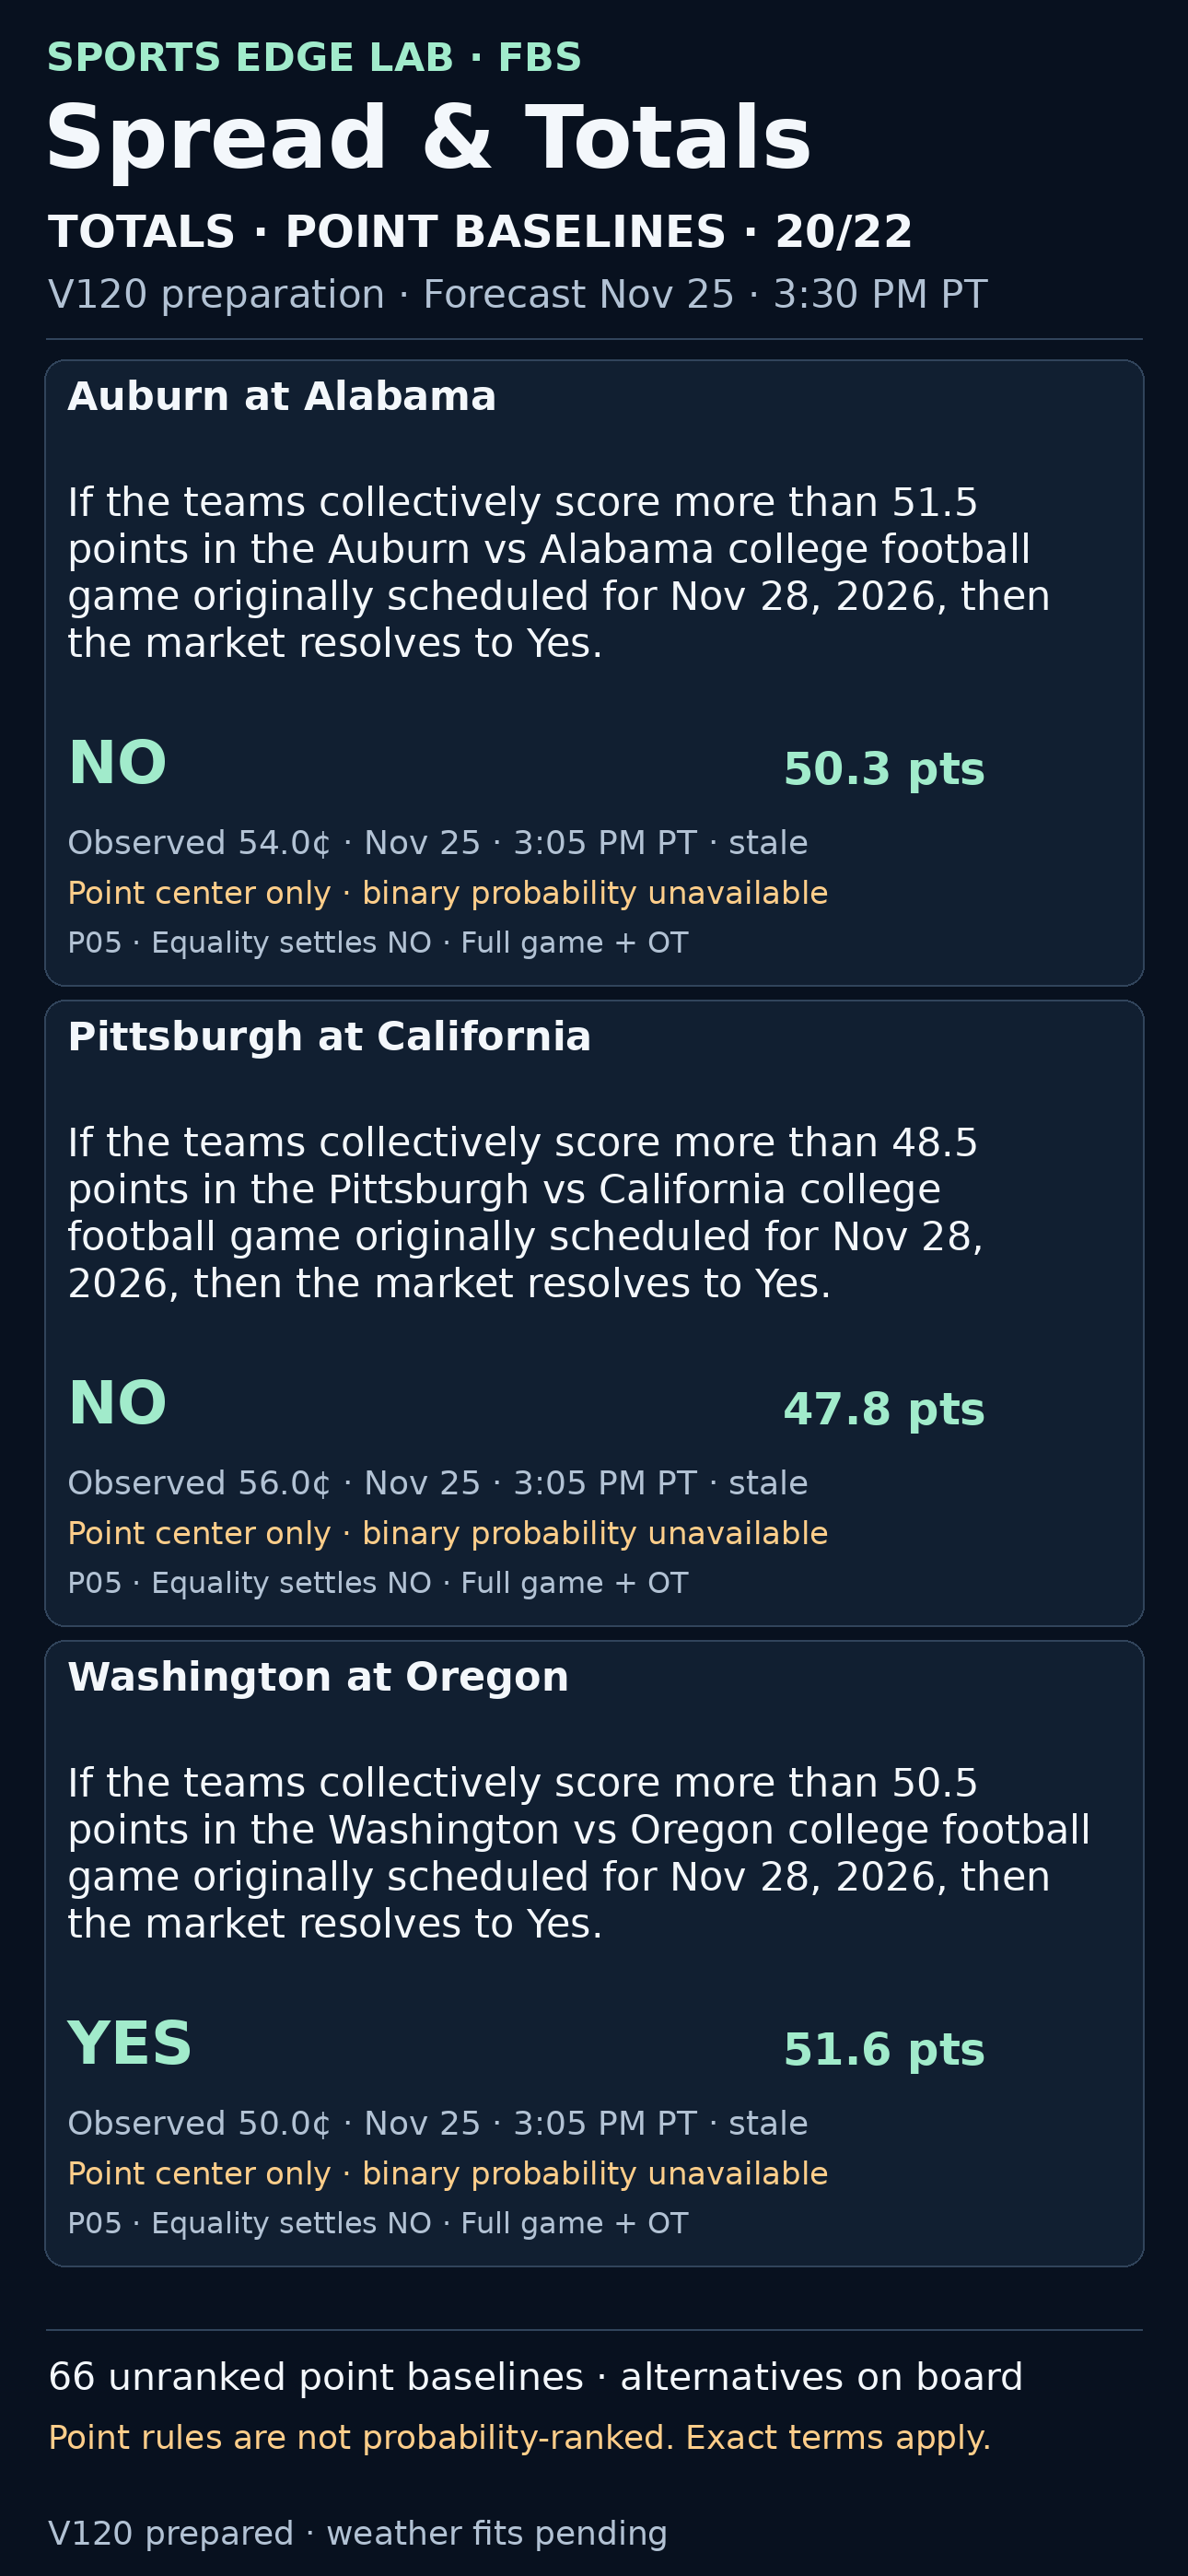 SPORTS EDGE LAB · FBS
Spread & Totals
TOTALS · POINT BASELINES · 20/22
V120 preparation · Forecast Nov 25 · 3:30 PM PT
Auburn at Alabama
If the teams collectively score more than 51.5
points in the Auburn vs Alabama college football
game originally scheduled for Nov 28, 2026, then
the market resolves to Yes.
NO
50.3 pts
Observed 54.0¢ · Nov 25 · 3:05 PM PT · stale
Point center only · binary probability unavailable
P05 · Equality settles NO · Full game + OT
Pittsburgh at California
If the teams collectively score more than 48.5
points in the Pittsburgh vs California college
football game originally scheduled for Nov 28,
2026, then the market resolves to Yes.
NO
47.8 pts
Observed 56.0¢ · Nov 25 · 3:05 PM PT · stale
Point center only · binary probability unavailable
P05 · Equality settles NO · Full game + OT
Washington at Oregon
If the teams collectively score more than 50.5
points in the Washington vs Oregon college football
game originally scheduled for Nov 28, 2026, then
the market resolves to Yes.
YES
51.6 pts
Observed 50.0¢ · Nov 25 · 3:05 PM PT · stale
Point center only · binary probability unavailable
P05 · Equality settles NO · Full game + OT
66 unranked point baselines · alternatives on board
Point rules are not probability-ranked. Exact terms apply.
V120 prepared · weather fits pending